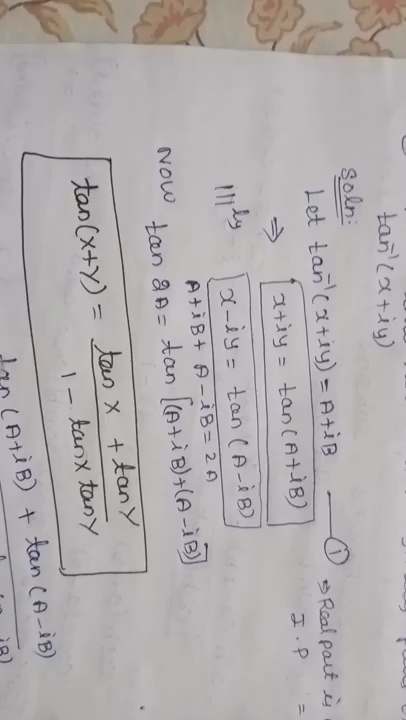 tan⁻¹(x+iy)
Soln:
Let tan⁻¹(x+iy) = A+iB —① ⇒ Real part is
I.P =
⇒ x+iy = tan(A+iB)
|||ly x-iy = tan(A-iB)
A+iB + A-iB = 2A
Now tan 2A = tan [(A+iB)+(A-iB)]
tan(x+y) = tan x + tan y / 1 - tan x tan y
tan(A+iB) + tan(A-iB)